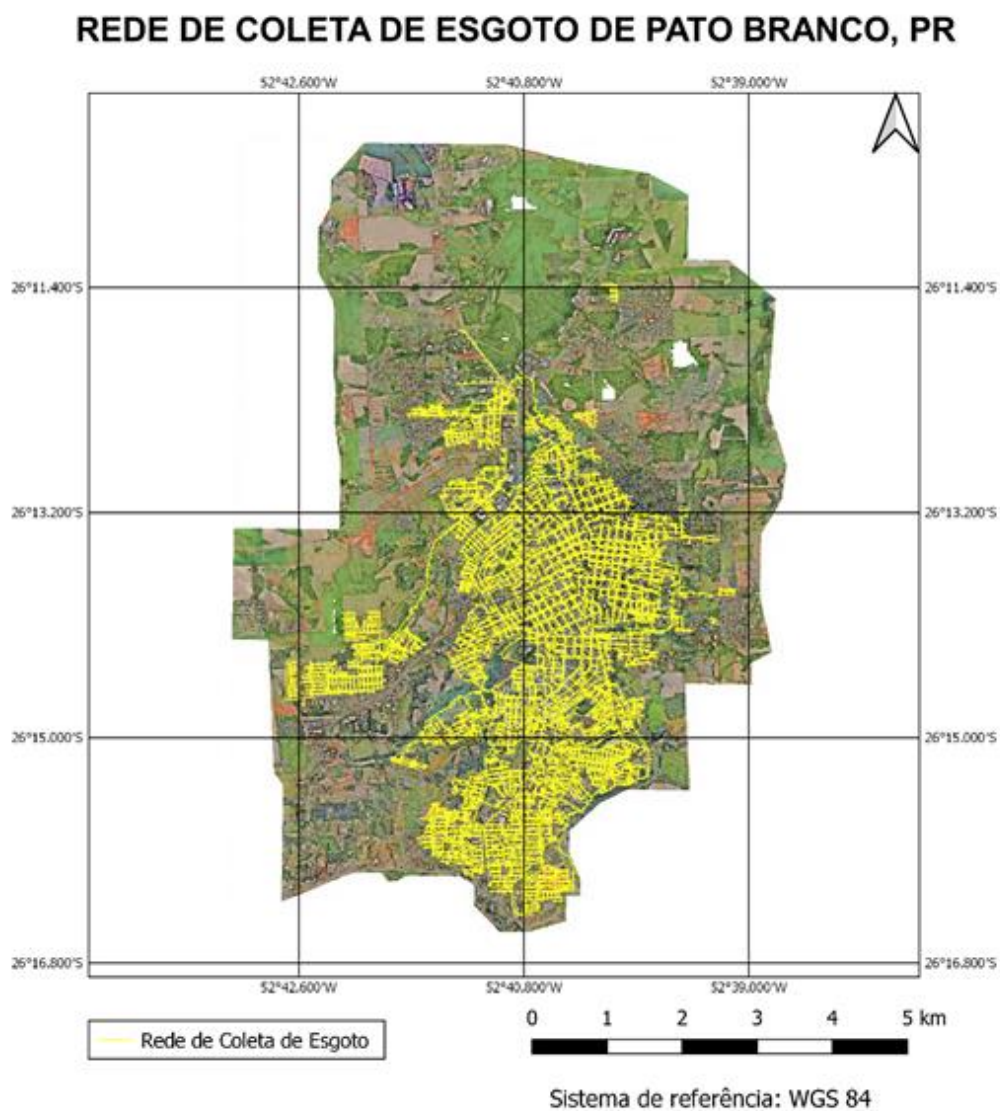 REDE DE COLETA DE ESGOTO DE PATO BRANCO, PR
52°42.600'W 52°40.800'W 52°39.000'W
26°11.400'S 26°11.400'S
26°13.200'S 26°13.200'S
26°15.000'S 26°15.000'S
26°16.800'S 26°16.800'S
52°42.600'W 52°40.800'W 52°39.000'W
0 1 2 3 4 5 km
Rede de Coleta de Esgoto
Sistema de referência: WGS 84